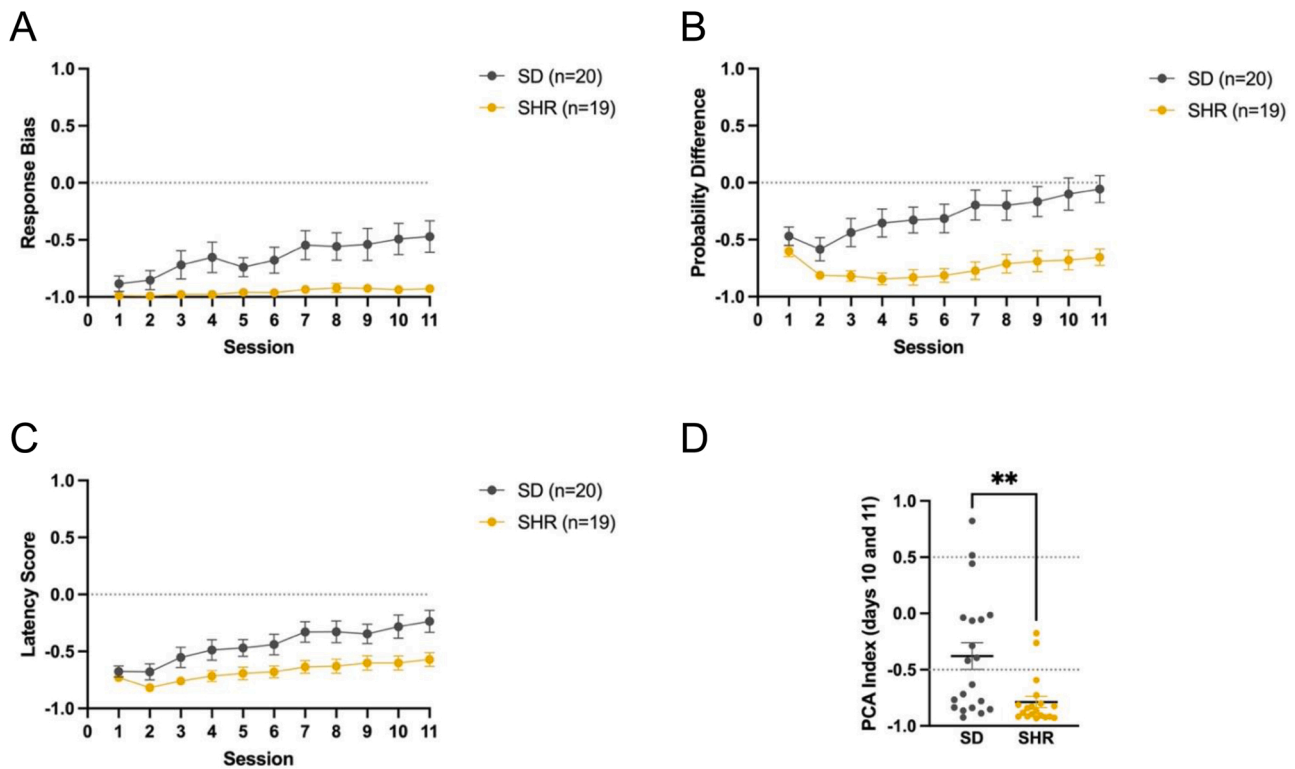 A
1.0
0.5
0.0
-0.5
-1.0
Response Bias
0 1 2 3 4 5 6 7 8 9 10 11
Session
SD (n=20)
SHR (n=19)
B
1.0
0.5
0.0
-0.5
-1.0
Probability Difference
0 1 2 3 4 5 6 7 8 9 10 11
Session
SD (n=20)
SHR (n=19)
C
1.0
0.5
0.0
-0.5
-1.0
Latency Score
0 1 2 3 4 5 6 7 8 9 10 11
Session
SD (n=20)
SHR (n=19)
D
**
1.0
0.5
0.0
-0.5
-1.0
PCA Index (days 10 and 11)
SD SHR